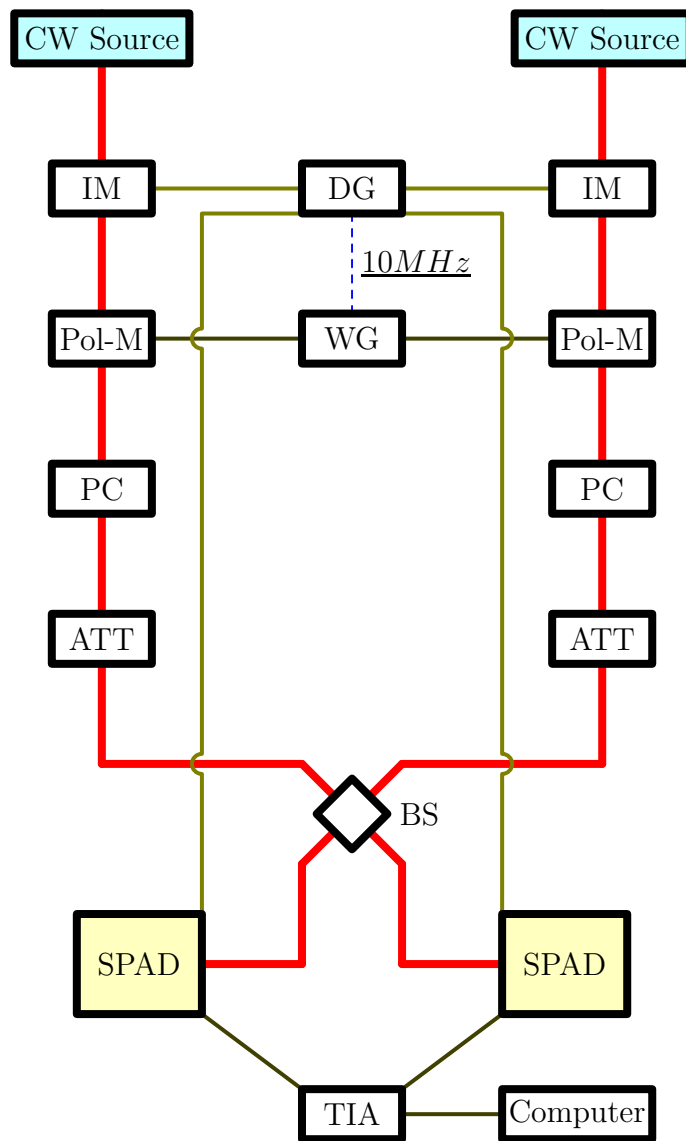 CW Source
CW Source
IM
DG
IM
10MHz
Pol-M
WG
Pol-M
PC
PC
ATT
ATT
BS
SPAD
SPAD
TIA
Computer